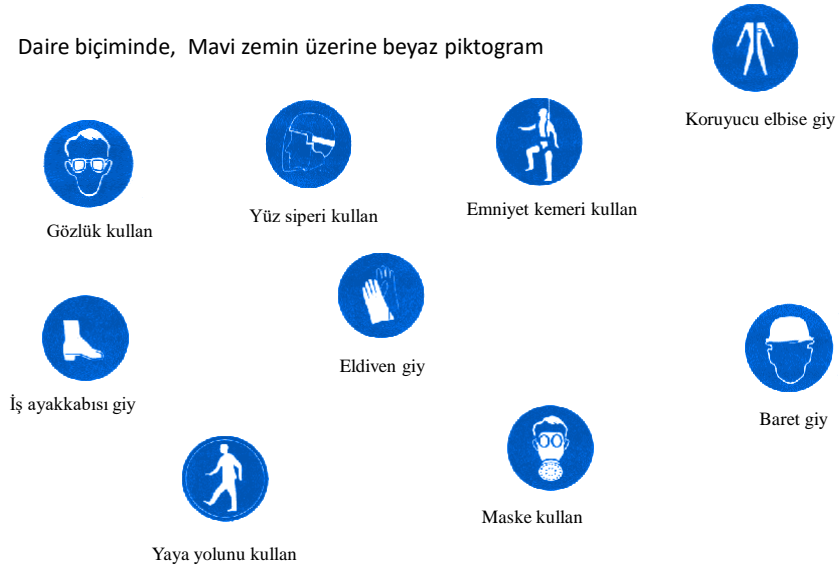 Daire biçiminde, Mavi zemin üzerine beyaz piktogram
Koruyucu elbise giy
Gözlük kullan
Yüz siperi kullan
Emniyet kemeri kullan
Eldiven giy
İş ayakkabısı giy
Baret giy
Maske kullan
Yaya yolunu kullan